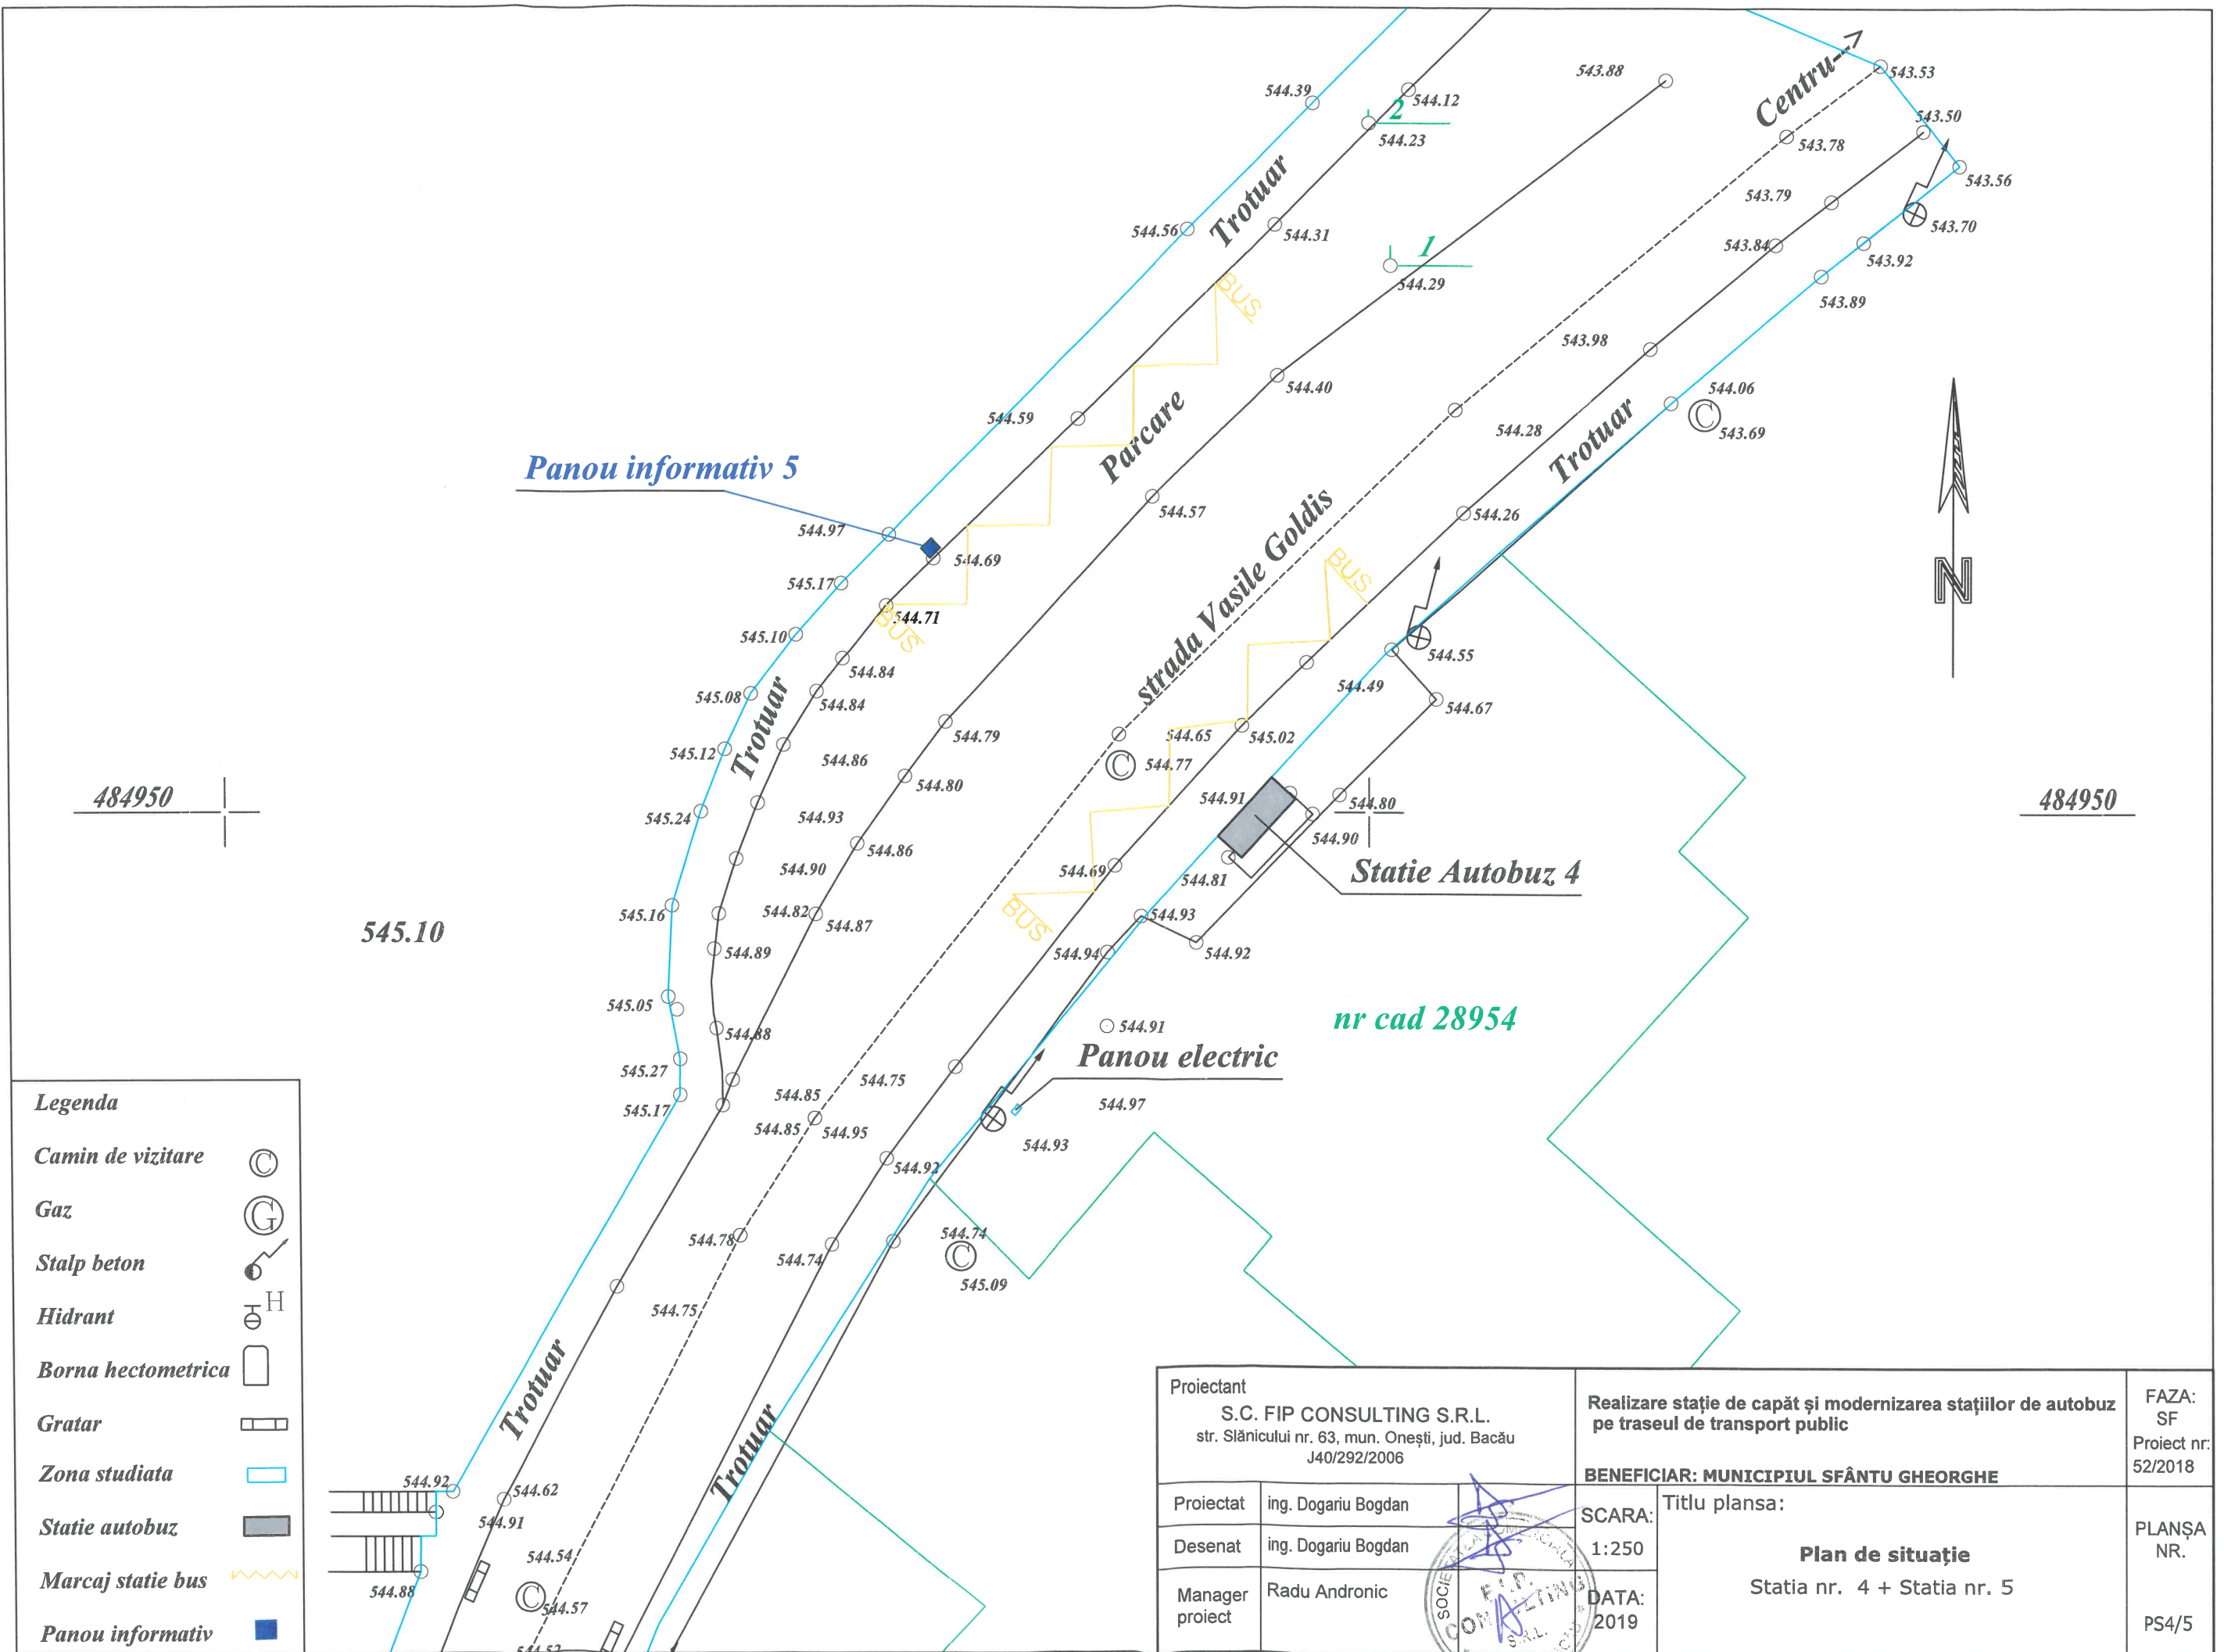 543.88
Centru
543.53
544.39
544.12
2
544.23
543.50
543.78
543.56
543.79
543.70
544.56
Trotuar
544.31
1
543.84
543.92
544.29
543.89
BUS
543.98
544.40
544.06
544.59
544.28
Trotuar
543.69
Parcare
Panou informativ 5
544.57
544.97
544.26
544.69
strada Vasile Goldis
BUS
545.17
544.71
BUS
545.10
544.55
544.84
544.49
545.08
544.84
544.67
Trotuar
544.79
544.65
545.02
545.12
544.86
C
544.77
544.80
484950
544.91
544.80
484950
545.24
544.93
544.90
544.86
544.90
544.69
544.81
Statie Autobuz 4
545.16
544.82
544.87
BUS
544.93
545.10
544.89
544.94
544.92
545.05
544.88
544.91
nr cad 28954
Panou electric
545.27
544.75
544.85
545.17
544.97
544.85
544.95
544.93
544.92
544.78
544.74
544.74
C
545.09
544.75
Trotuar
Trotuar
544.92
544.62
544.91
544.54
544.88
C
544.57
544.52
N
C
Legenda
Camin de vizitare C
Gaz G
Stalp beton
Hidrant H
Borna hectometrica
Gratar
Zona studiata
Statie autobuz
Marcaj statie bus
Panou informativ
Proiectant
S.C. FIP CONSULTING S.R.L.
str. Slănicului nr. 63, mun. Onești, jud. Bacău
J40/292/2006
Realizare stație de capăt și modernizarea stațiilor de autobuz
pe traseul de transport public
BENEFICIAR: MUNICIPIUL SFÂNTU GHEORGHE
FAZA:
SF
Proiect nr:
52/2018
Proiectat ing. Dogariu Bogdan
Desenat ing. Dogariu Bogdan
Manager
proiect
Radu Andronic
SCARA:
1:250
DATA:
2019
Titlu plansa:
Plan de situație
Statia nr. 4 + Statia nr. 5
PLANȘA
NR.
PS4/5
SOCIETATEA COMERCIALA
F.I.P.
CONSULTING
S.R.L.